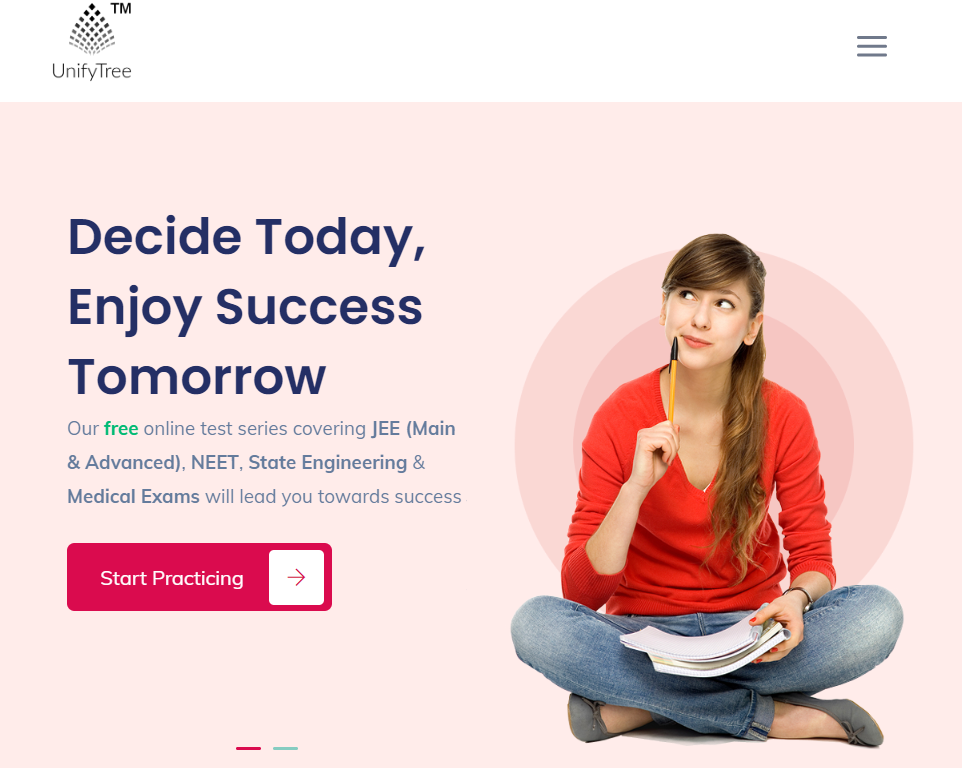 TM
UnifyTree
Decide Today,
Enjoy Success
Tomorrow
Our free online test series covering JEE (Main
& Advanced), NEET, State Engineering &
Medical Exams will lead you towards success
Start Practicing